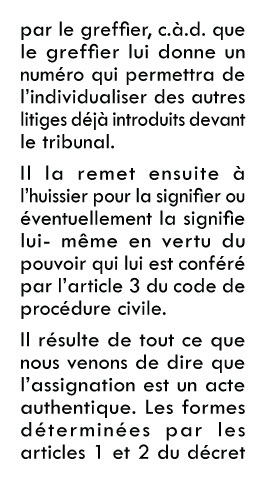 par le greffier, c.à.d. que
le greffier lui donne un
numéro qui permettra de
l'individualiser des autres
litiges déjà introduits devant
le tribunal.
Il la remet ensuite à
l'huissier pour la signifier ou
éventuellement la signifie
lui- même en vertu du
pouvoir qui lui est conféré
par l'article 3 du code de
procédure civile.
Il résulte de tout ce que
nous venons de dire que
l'assignation est un acte
authentique. Les formes
déterminées par les
articles 1 et 2 du décret